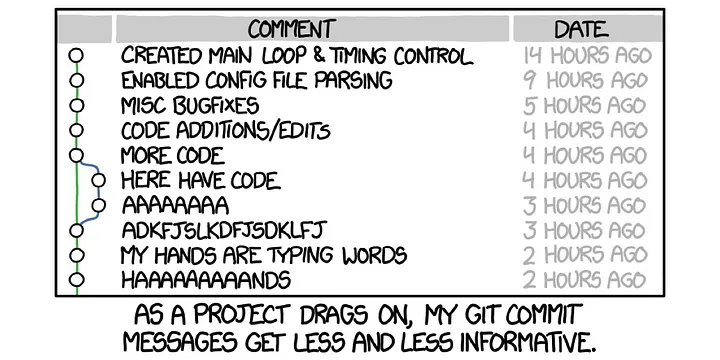 COMMENT DATE
CREATED MAIN LOOP & TIMING CONTROL 14 HOURS AGO
ENABLED CONFIG FILE PARSING 9 HOURS AGO
MISC BUGFIXES 5 HOURS AGO
CODE ADDITIONS/EDITS 4 HOURS AGO
MORE CODE 4 HOURS AGO
HERE HAVE CODE 4 HOURS AGO
AAAAAAAA 3 HOURS AGO
ADKFJSLKDFJSDKLFJ 3 HOURS AGO
MY HANDS ARE TYPING WORDS 2 HOURS AGO
HAAAAAAAAANDS 2 HOURS AGO
AS A PROJECT DRAGS ON, MY GIT COMMIT
MESSAGES GET LESS AND LESS INFORMATIVE.